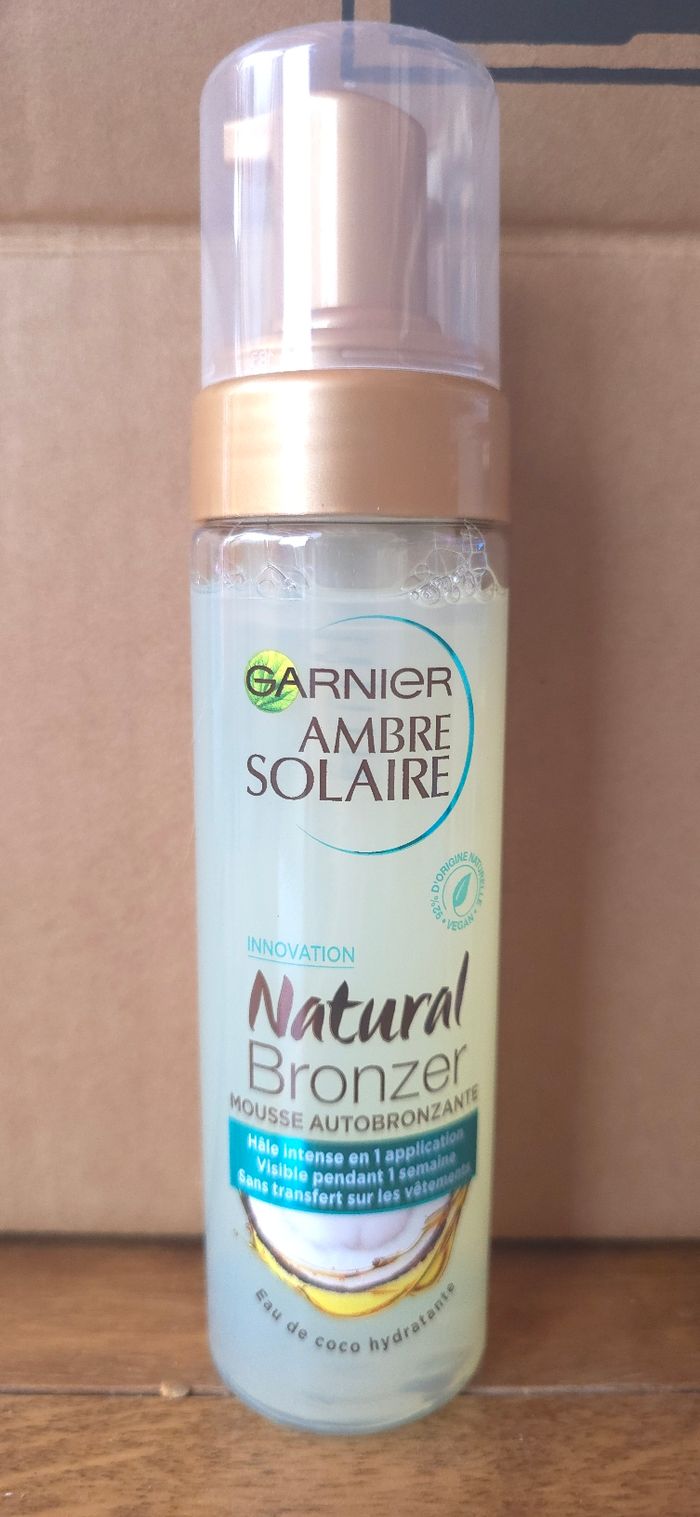 GARNIER
AMBRE
SOLAIRE
92% D'ORIGINE NATURELLE
• VEGAN •
INNOVATION
Natural
Bronzer
MOUSSE AUTOBRONZANTE
Hâle intense en 1 application
Visible pendant 1 semaine
Sans transfert sur les vêtements
Eau de coco hydratante